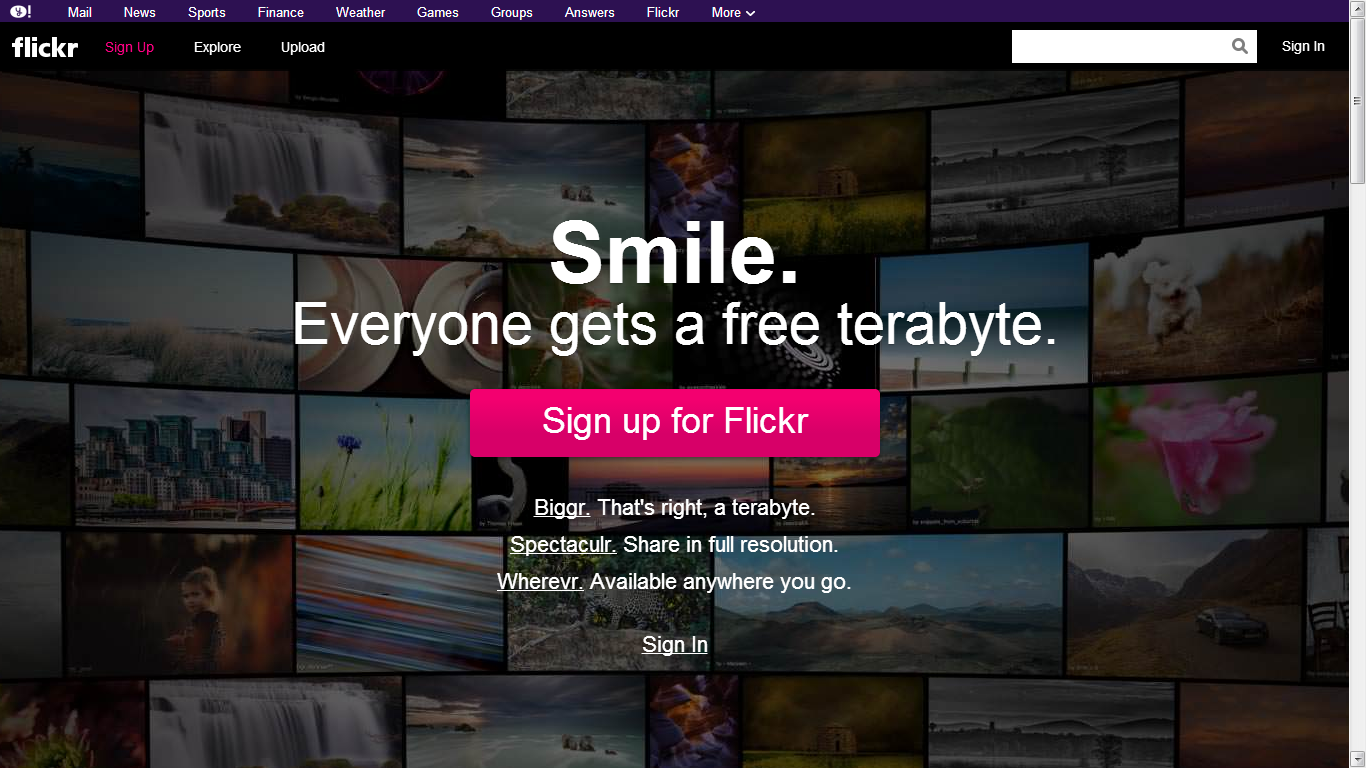 Y! Mail News Sports Finance Weather Games Groups Answers Flickr More
flickr Sign Up Explore Upload Sign In
Smile.
Everyone gets a free terabyte.
Sign up for Flickr
Biggr. That's right, a terabyte.
Spectaculr. Share in full resolution.
Wherevr. Available anywhere you go.
Sign In